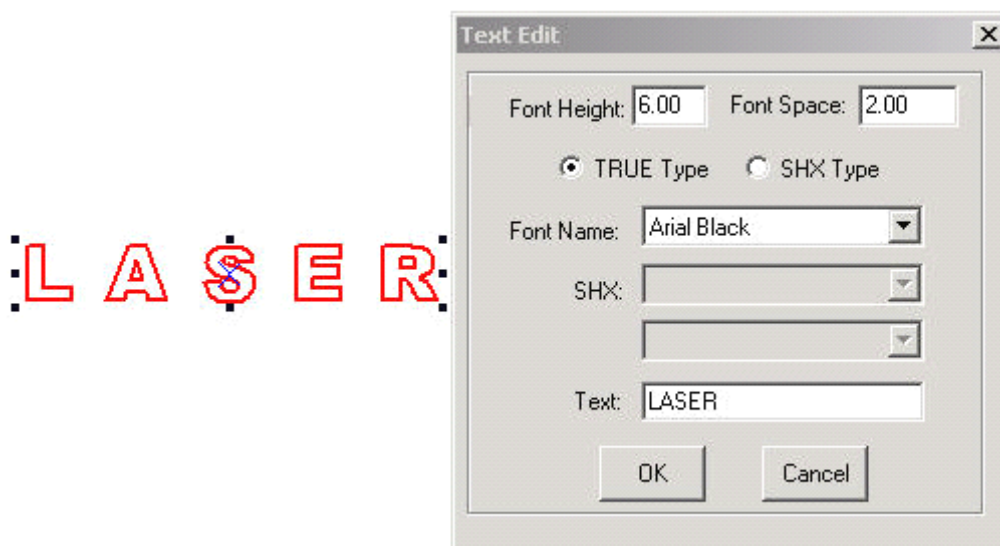 Text Edit
Font Height: 6.00 Font Space: 2.00
TRUE Type SHX Type
LASER
Font Name: Arial Black
SHX:
Text: LASER
OK Cancel